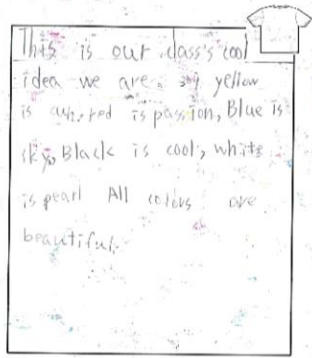 This is our class's cool
idea we are. yellow
is red is passion, Blue is
sky, Black is cool, white
is pearl All colors are
beautiful.